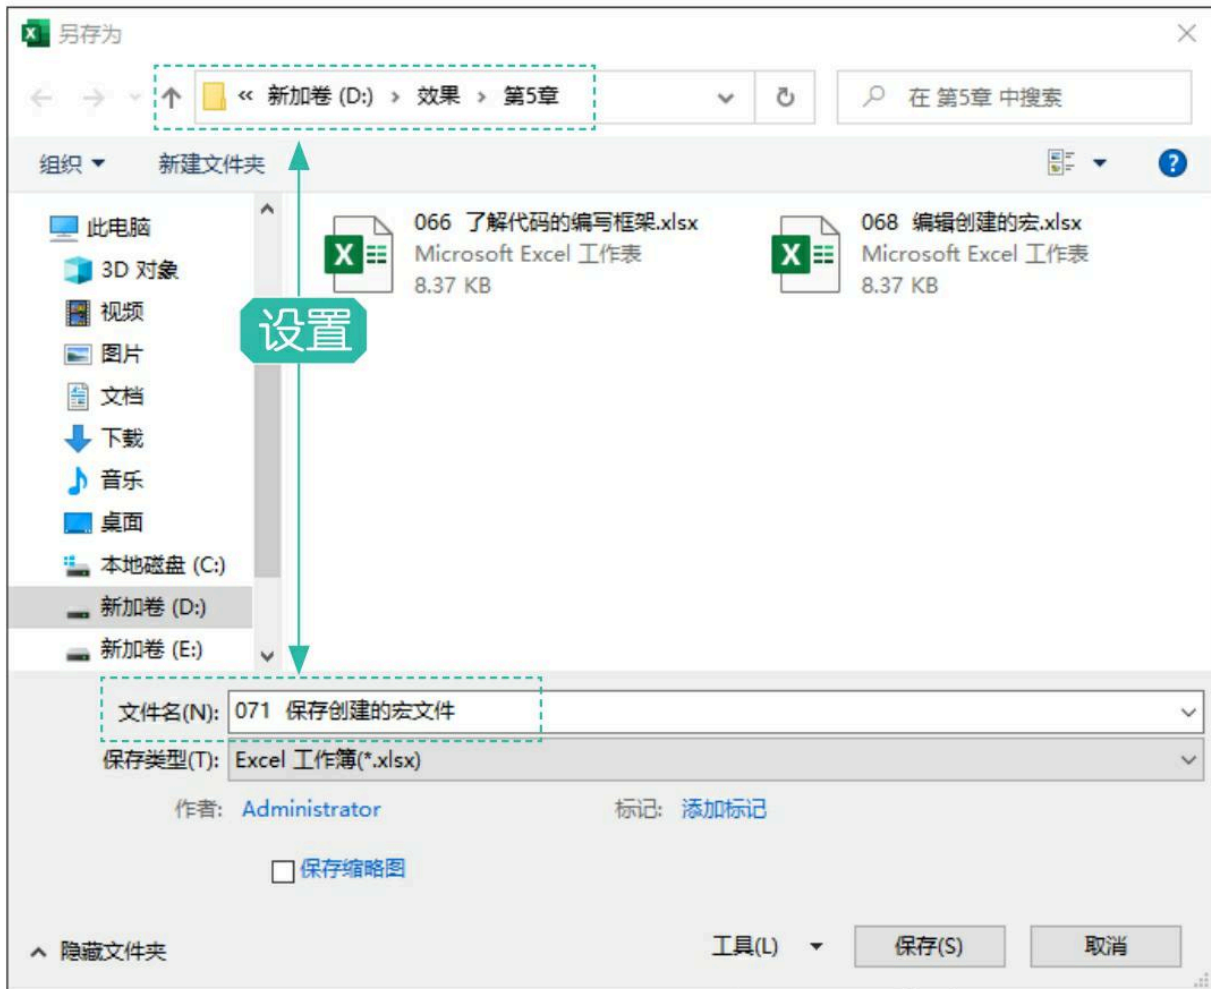 另存为
« 新加卷 (D:) › 效果 › 第5章
在 第5章 中搜索
组织
新建文件夹
此电脑
3D 对象
视频
图片
文档
下载
音乐
桌面
本地磁盘 (C:)
新加卷 (D:)
新加卷 (E:)
设置
066 了解代码的编写框架.xlsx
Microsoft Excel 工作表
8.37 KB
068 编辑创建的宏.xlsx
Microsoft Excel 工作表
8.37 KB
文件名(N): 071 保存创建的宏文件
保存类型(T): Excel 工作簿(*.xlsx)
作者: Administrator
标记: 添加标记
保存缩略图
隐藏文件夹
工具(L)
保存(S)
取消